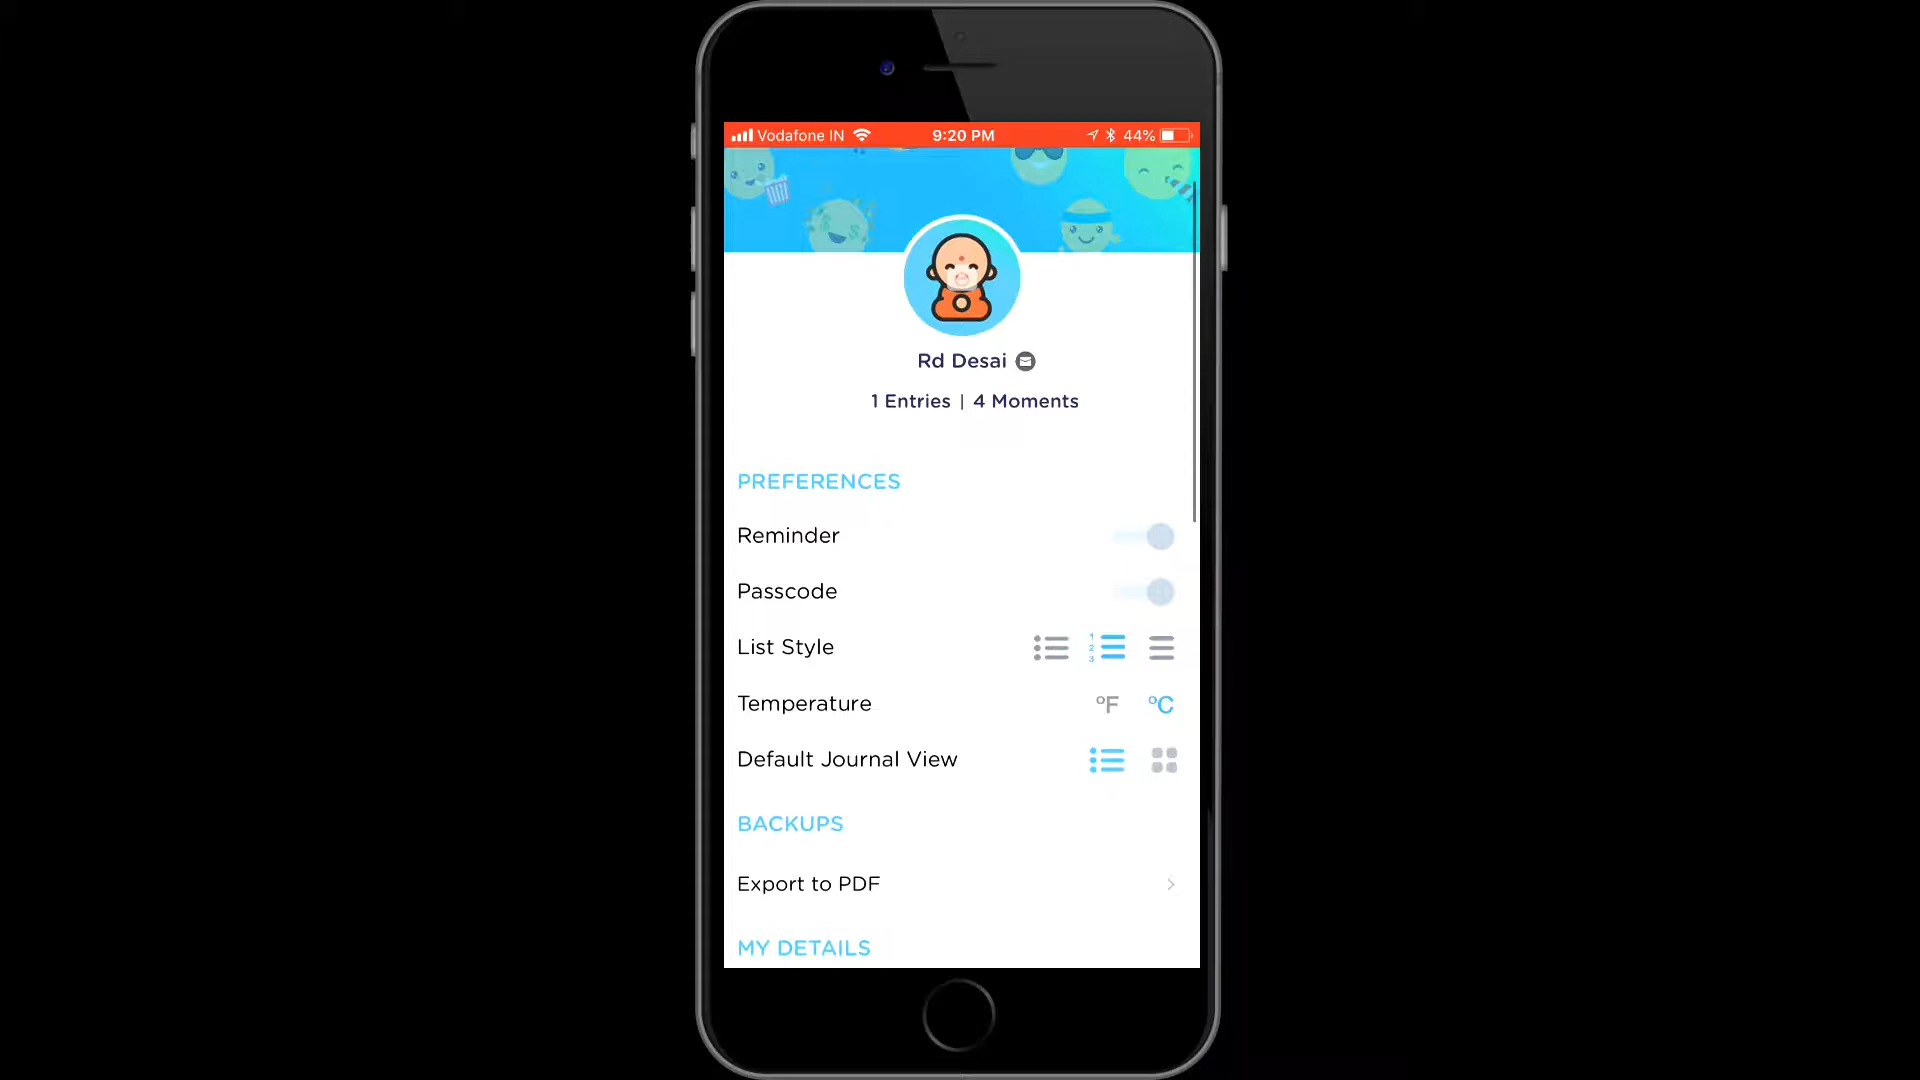 Vodafone IN 9:20 PM 44%
Rd Desai
1 Entries | 4 Moments
PREFERENCES
Reminder
Passcode
List Style 1 2 3
Temperature °F °C
Default Journal View
BACKUPS
Export to PDF
MY DETAILS